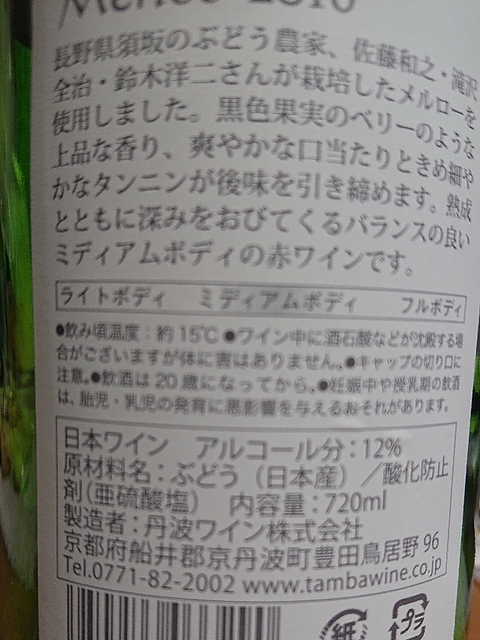 長野県須坂のぶどう農家、佐藤和之・滝沢
全治・鈴木洋二さんが栽培したメルローを
使用しました。黒色果実のベリーのような
上品な香り、爽やかな口当たりときめ細や
かなタンニンが後味を引き締めます。熟成
とともに深みをおびてくるバランスの良い
ミディアムボディの赤ワインです。
ライトボディ ミディアムボディ フルボディ
●飲み頃温度：約15℃ ●ワイン中に酒石酸などが沈殿する場
合がございますが体に害はありません。●キャップの切り口に
注意。●飲酒は20歳になってから。●妊娠中や授乳期の飲酒
は、胎児・乳児の発育に悪影響を与えるおそれがあります。
日本ワイン アルコール分：12%
原材料名：ぶどう（日本産）／酸化防止
剤（亜硫酸塩） 内容量：720ml
製造者：丹波ワイン株式会社
京都府船井郡京丹波町豊田鳥居野 96
Tel.0771-82-2002 www.tambawine.co.jp
紙 プラ